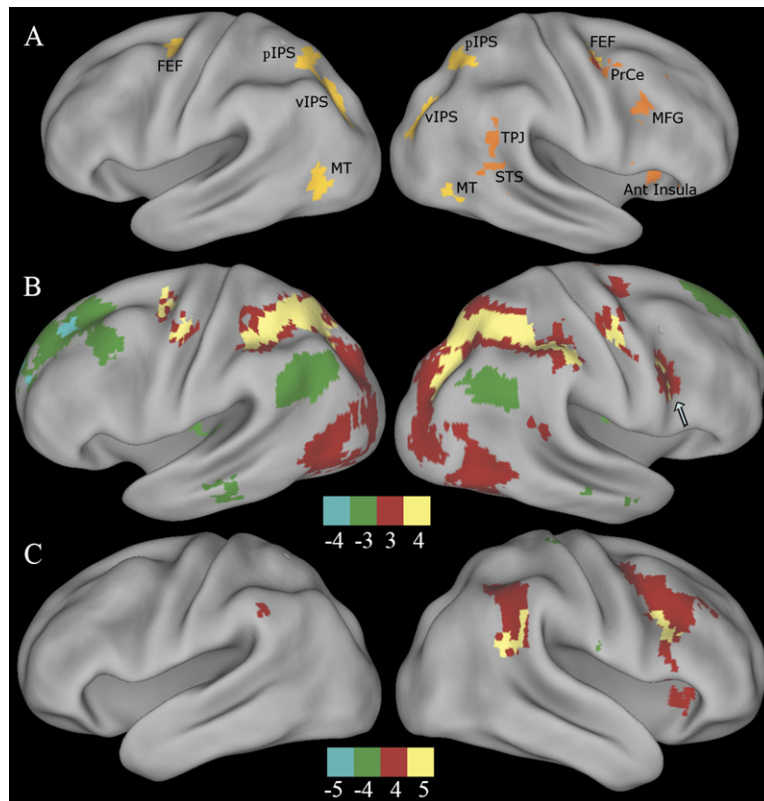 A
FEF
pIPS
vIPS
MT
pIPS
vIPS
MT
TPJ
STS
FEF
PrCe
MFG
Ant Insula
B
-4 -3 3 4
C
-5 -4 4 5